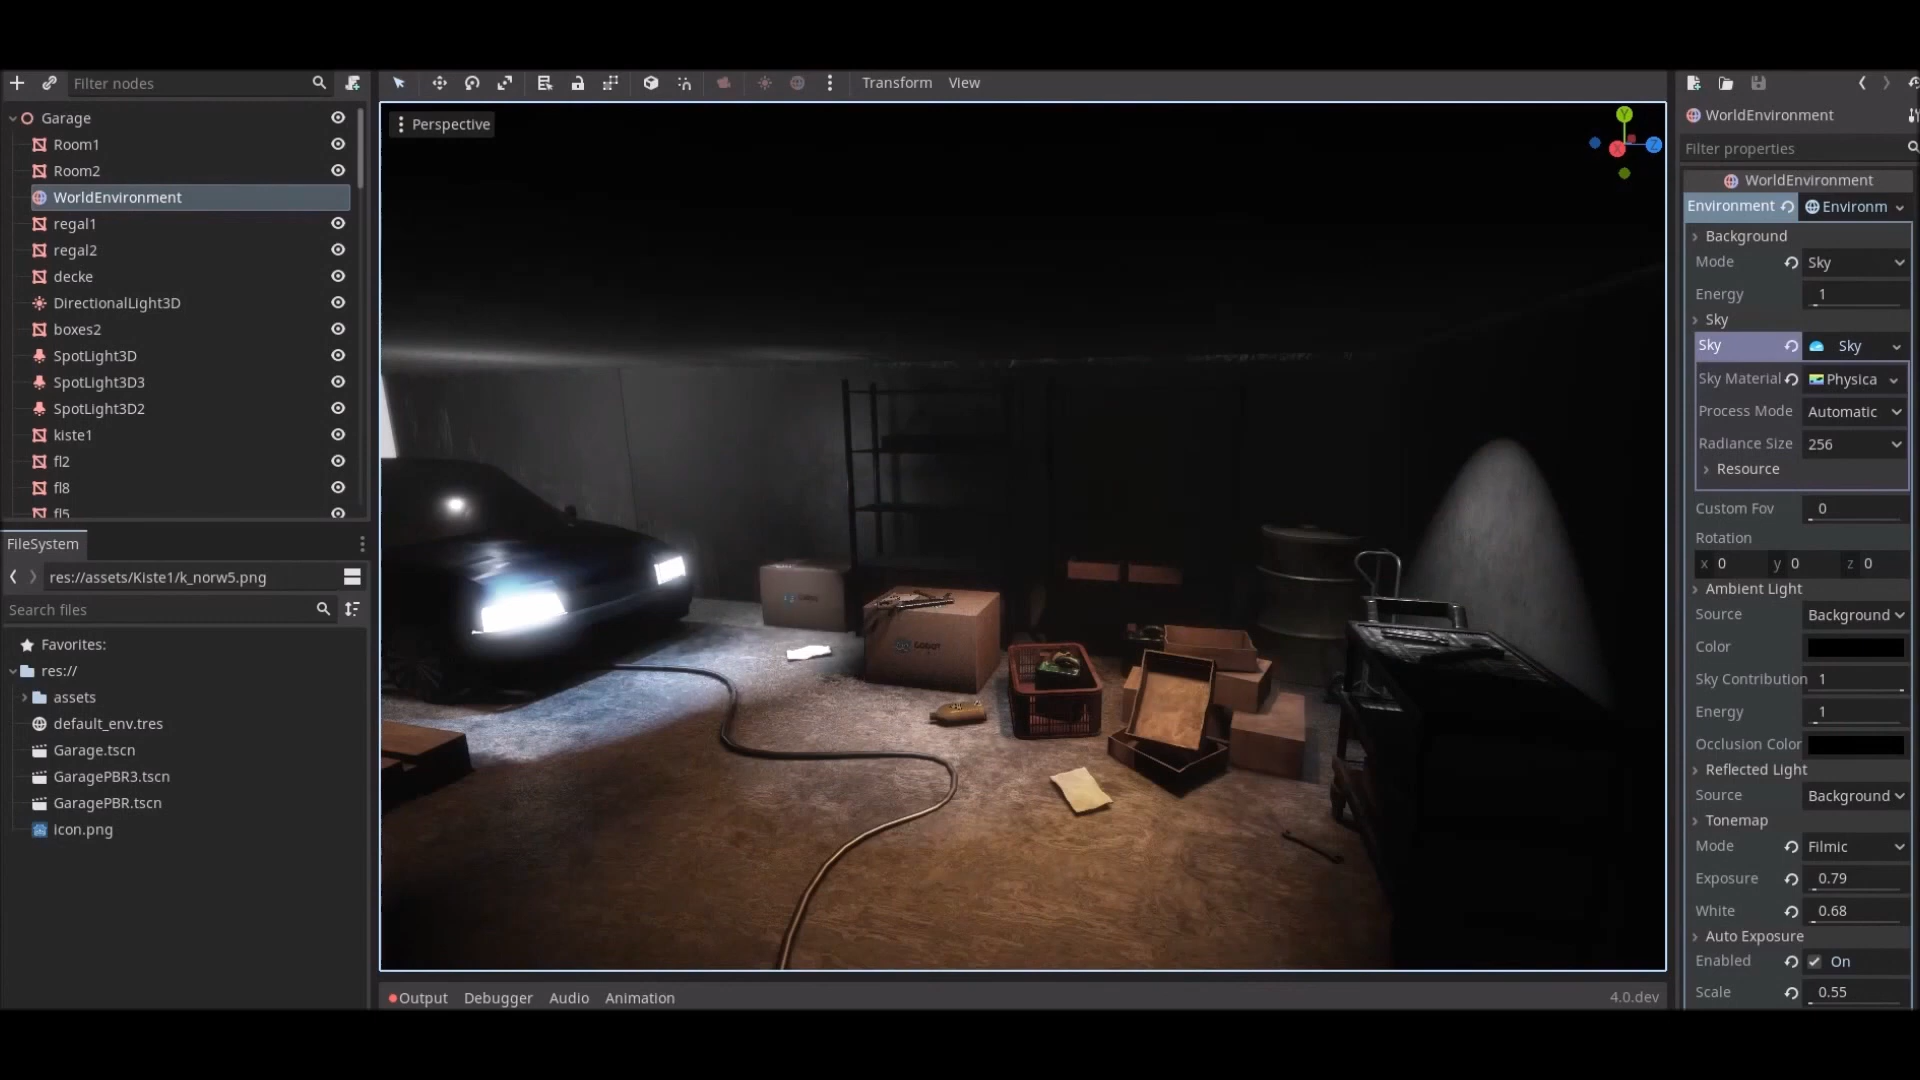 Filter nodes
Garage
Room1
Room2
WorldEnvironment
regal1
regal2
decke
DirectionalLight3D
boxes2
SpotLight3D
SpotLight3D3
SpotLight3D2
kiste1
fl2
fl8
fl5
FileSystem
res://assets/Kiste1/k_norw5.png
Search files
Favorites:
res://
assets
default_env.tres
Garage.tscn
GaragePBR3.tscn
GaragePBR.tscn
icon.png
Transform View
Perspective
Y
X
Z
GODOT
Output Debugger Audio Animation
4.0.dev
WorldEnvironment
Filter properties
WorldEnvironment
Environment Environm
Background
Mode Sky
Energy 1
Sky
Sky Sky
Sky Material Physica
Process Mode Automatic
Radiance Size 256
Resource
Custom Fov 0
Rotation
x 0 y 0 z 0
Ambient Light
Source Background
Color
Sky Contribution 1
Energy 1
Occlusion Color
Reflected Light
Source Background
Tonemap
Mode Filmic
Exposure 0.79
White 0.68
Auto Exposure
Enabled On
Scale 0.55